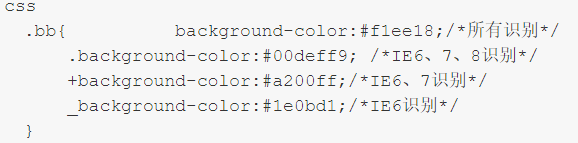 css
.bb{ background-color:#f1ee18;/*所有识别*/
.background-color:#00deff9; /*IE6、7、8识别*/
+background-color:#a200ff;/*IE6、7识别*/
_background-color:#1e0bd1;/*IE6识别*/
}